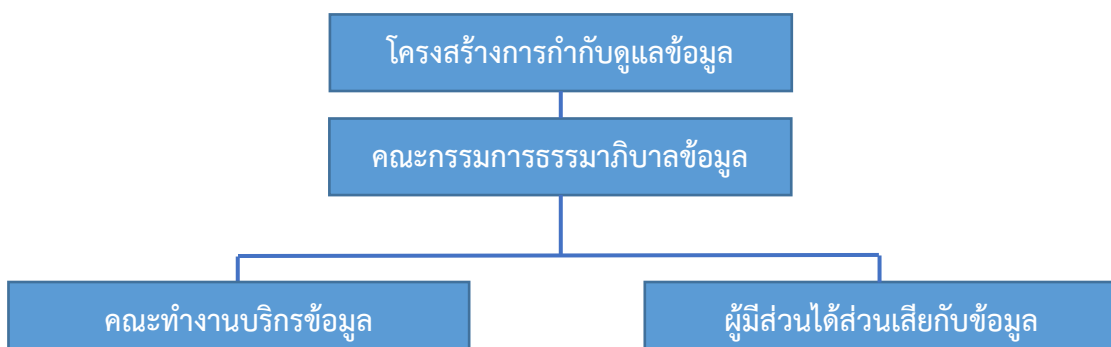 โครงสร้างการกำกับดูแลข้อมูล
คณะกรรมการธรรมาภิบาลข้อมูล
คณะทำงานบริกรข้อมูล
ผู้มีส่วนได้ส่วนเสียกับข้อมูล